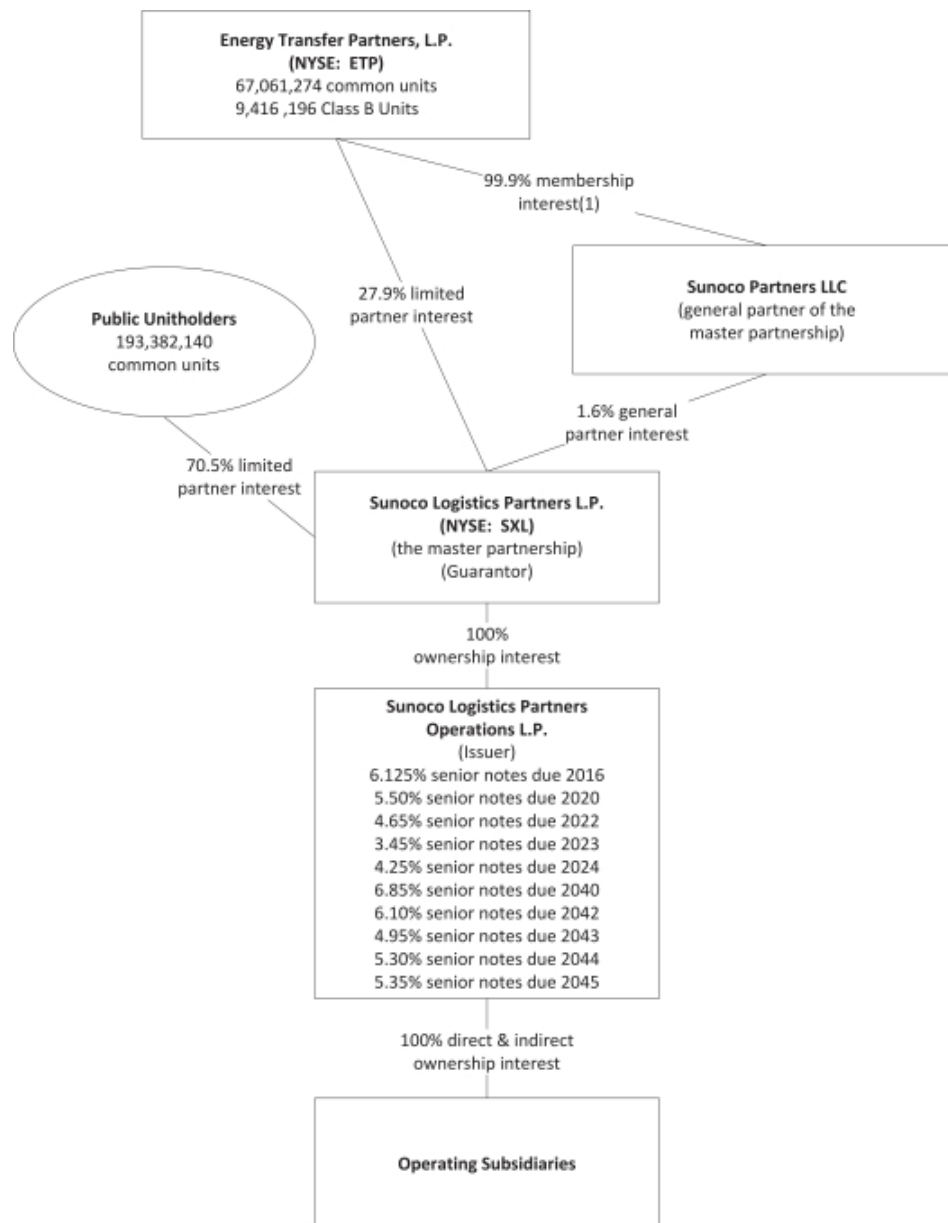 Energy Transfer Partners, L.P.
(NYSE:  ETP)
67,061,274 common units
9,416 ,196 Class B Units
99.9% membership
interest(1)
27.9% limited
partner interest
Sunoco Partners LLC
(general partner of the
master partnership)
Public Unitholders
193,382,140
common units
1.6% general
partner interest
70.5% limited
partner interest
Sunoco Logistics Partners L.P.
(NYSE:  SXL)
(the master partnership)
(Guarantor)
100%
ownership interest
Sunoco Logistics Partners
Operations L.P.
(Issuer)
6.125% senior notes due 2016
5.50% senior notes due 2020
4.65% senior notes due 2022
3.45% senior notes due 2023
4.25% senior notes due 2024
6.85% senior notes due 2040
6.10% senior notes due 2042
4.95% senior notes due 2043
5.30% senior notes due 2044
5.35% senior notes due 2045
100% direct & indirect
ownership interest
Operating Subsidiaries